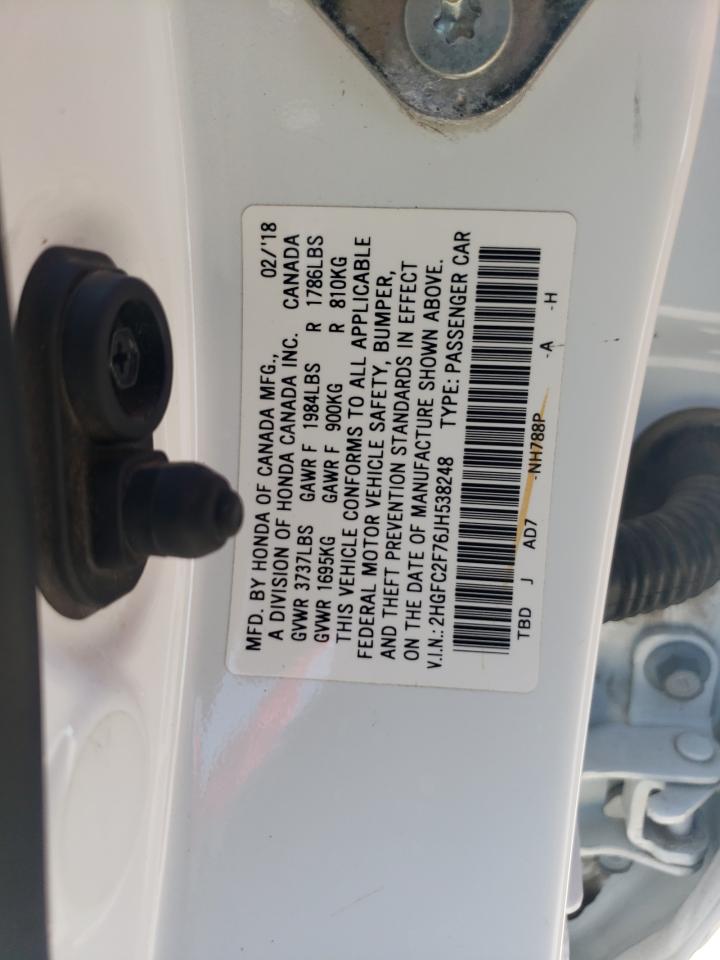 MFD. BY HONDA OF CANADA MFG., 02/'18
A DIVISION OF HONDA CANADA INC. CANADA
GVWR 3737LBS GAWR F 1984LBS R 1786LBS
GVWR 1695KG GAWR F 900KG R 810KG
THIS VEHICLE CONFORMS TO ALL APPLICABLE
FEDERAL MOTOR VEHICLE SAFETY, BUMPER,
AND THEFT PREVENTION STANDARDS IN EFFECT
ON THE DATE OF MANUFACTURE SHOWN ABOVE.
V.I.N.: 2HGFC2F76JH538248 TYPE: PASSENGER CAR
TBD J AD7 -NH788P -A -H